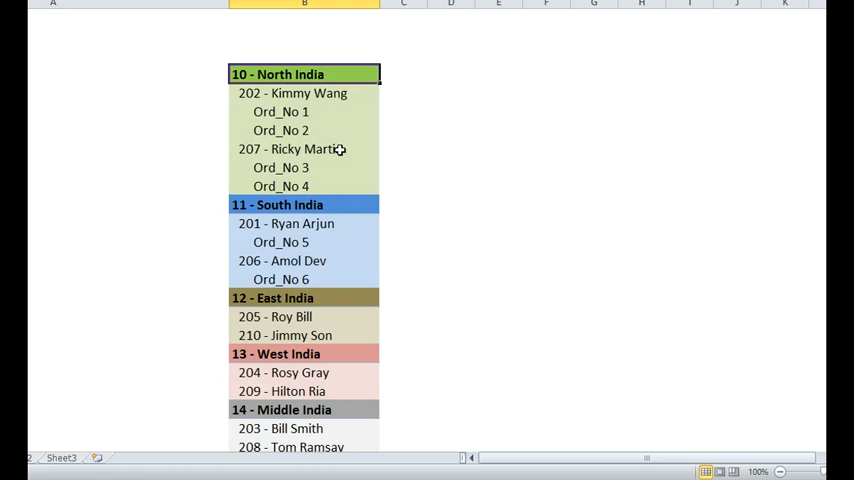 A B C D E F G H I J K
10 - North India
202 - Kimmy Wang
Ord_No 1
Ord_No 2
207 - Ricky
Ord_No 3
Ord_No 4
11 - South India
201 - Ryan Arjun
Ord_No 5
206 - Amol Dev
Ord_No 6
12 - East India
205 - Roy Bill
210 - Jimmy Son
13 - West India
204 - Rosy Gray
209 - Hilton Ria
14 - Middle India
203 - Bill Smith
208 - Tom Ramsay
2 Sheet3
100%